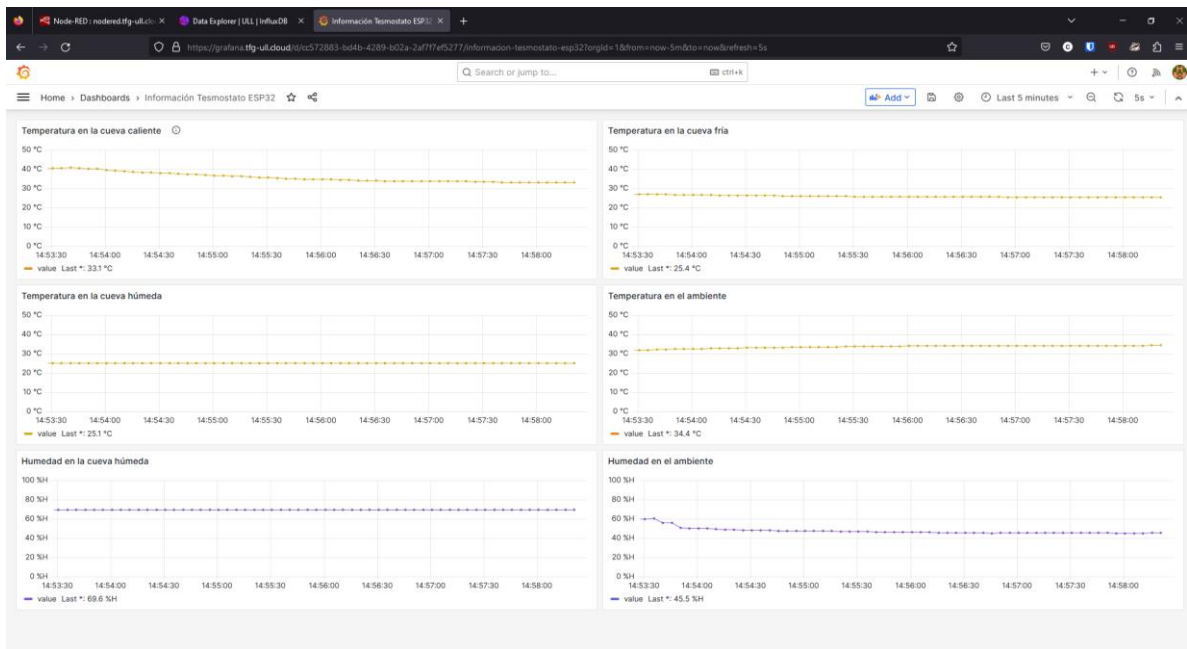 Node-RED : nodered.tfg-ull.clo
Data Explorer | ULL | InfluxDB
Información Tesmostato ESP32
https://grafana.tfg-ull.cloud/d/cc572883-bd4b-4289-b02a-2af7f7ef5277/informacion-tesmostato-esp32?orgId=1&from=now-5m&to=now&refresh=5s
Search or jump to... ctrl+k
Home › Dashboards › Información Tesmostato ESP32
Add
Last 5 minutes
5s
Temperatura en la cueva caliente
50 °C
40 °C
30 °C
20 °C
10 °C
0 °C
14:53:30 14:54:00 14:54:30 14:55:00 14:55:30 14:56:00 14:56:30 14:57:00 14:57:30 14:58:00
value Last *: 33.1 °C
Temperatura en la cueva fría
50 °C
40 °C
30 °C
20 °C
10 °C
0 °C
14:53:30 14:54:00 14:54:30 14:55:00 14:55:30 14:56:00 14:56:30 14:57:00 14:57:30 14:58:00
value Last *: 25.4 °C
Temperatura en la cueva húmeda
50 °C
40 °C
30 °C
20 °C
10 °C
0 °C
14:53:30 14:54:00 14:54:30 14:55:00 14:55:30 14:56:00 14:56:30 14:57:00 14:57:30 14:58:00
value Last *: 25.1 °C
Temperatura en el ambiente
50 °C
40 °C
30 °C
20 °C
10 °C
0 °C
14:53:30 14:54:00 14:54:30 14:55:00 14:55:30 14:56:00 14:56:30 14:57:00 14:57:30 14:58:00
value Last *: 34.4 °C
Humedad en la cueva húmeda
100 %H
80 %H
60 %H
40 %H
20 %H
0 %H
14:53:30 14:54:00 14:54:30 14:55:00 14:55:30 14:56:00 14:56:30 14:57:00 14:57:30 14:58:00
value Last *: 69.6 %H
Humedad en el ambiente
100 %H
80 %H
60 %H
40 %H
20 %H
0 %H
14:53:30 14:54:00 14:54:30 14:55:00 14:55:30 14:56:00 14:56:30 14:57:00 14:57:30 14:58:00
value Last *: 45.5 %H